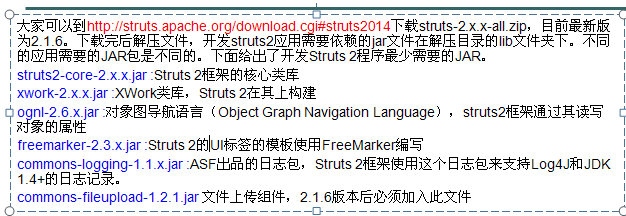 大家可以到http://struts.apache.org/download.cgi#struts2014下载struts-2.x.x-all.zip，目前最新版
为2.1.6。下载完后解压文件，开发struts2应用需要依赖的jar文件在解压目录的lib文件夹下。不同
的应用需要的JAR包是不同的。下面给出了开发Struts 2程序最少需要的JAR。
struts2-core-2.x.x.jar :Struts 2框架的核心类库
xwork-2.x.x.jar :XWork类库，Struts 2在其上构建
ognl-2.6.x.jar :对象图导航语言（Object Graph Navigation Language），struts2框架通过其读写
对象的属性
freemarker-2.3.x.jar :Struts 2的UI标签的模板使用FreeMarker编写
commons-logging-1.1.x.jar :ASF出品的日志包，Struts 2框架使用这个日志包来支持Log4J和JDK
1.4+的日志记录。
commons-fileupload-1.2.1.jar 文件上传组件，2.1.6版本后必须加入此文件